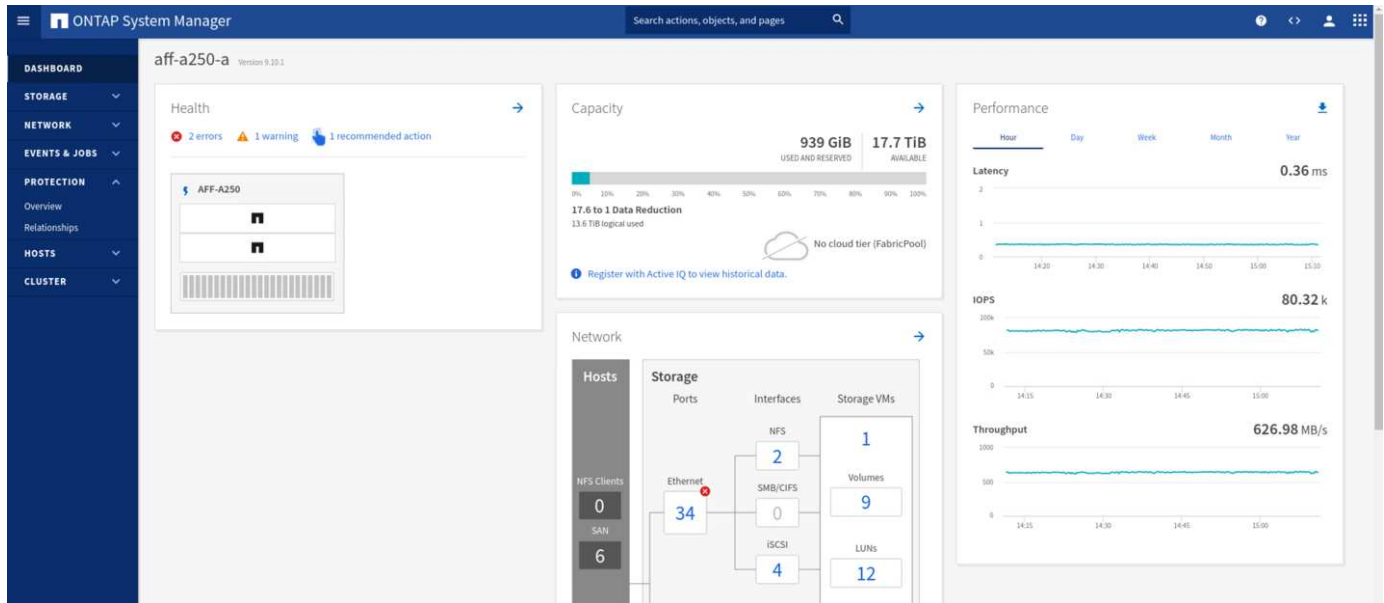 ONTAP System Manager
Search actions, objects, and pages
DASHBOARD
STORAGE
NETWORK
EVENTS & JOBS
PROTECTION
Overview
Relationships
HOSTS
CLUSTER
aff-a250-a Version 9.10.1
Health
2 errors 1 warning 1 recommended action
AFF-A250
Capacity
939 GiB 17.7 TiB
USED AND RESERVED AVAILABLE
0% 10% 20% 30% 40% 50% 60% 70% 80% 90% 100%
17.6 to 1 Data Reduction
13.6 TiB logical used
No cloud tier (FabricPool)
Register with Active IQ to view historical data.
Network
Hosts Storage
Ports Interfaces Storage VMs
NFS
2
1
NFS Clients
0
SAN
6
Ethernet
34
SMB/CIFS
0
iSCSI
4
Volumes
9
LUNs
12
Performance
Hour Day Week Month Year
Latency 0.36 ms
2
1
0
14:20 14:30 14:40 14:50 15:00 15:10
IOPS 80.32 k
100k
50k
0
14:15 14:30 14:45 15:00
Throughput 626.98 MB/s
1000
500
0
14:15 14:30 14:45 15:00